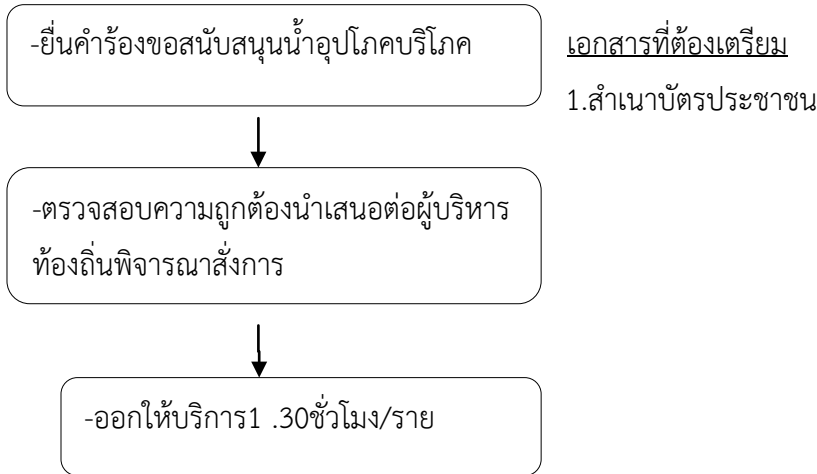 -ยื่นคำร้องขอสนับสนุนน้ำอุปโภคบริโภค
เอกสารที่ต้องเตรียม
1.สำเนาบัตรประชาชน
-ตรวจสอบความถูกต้องนำเสนอต่อผู้บริหาร
ท้องถิ่นพิจารณาสั่งการ
-ออกให้บริการ1 .30ชั่วโมง/ราย